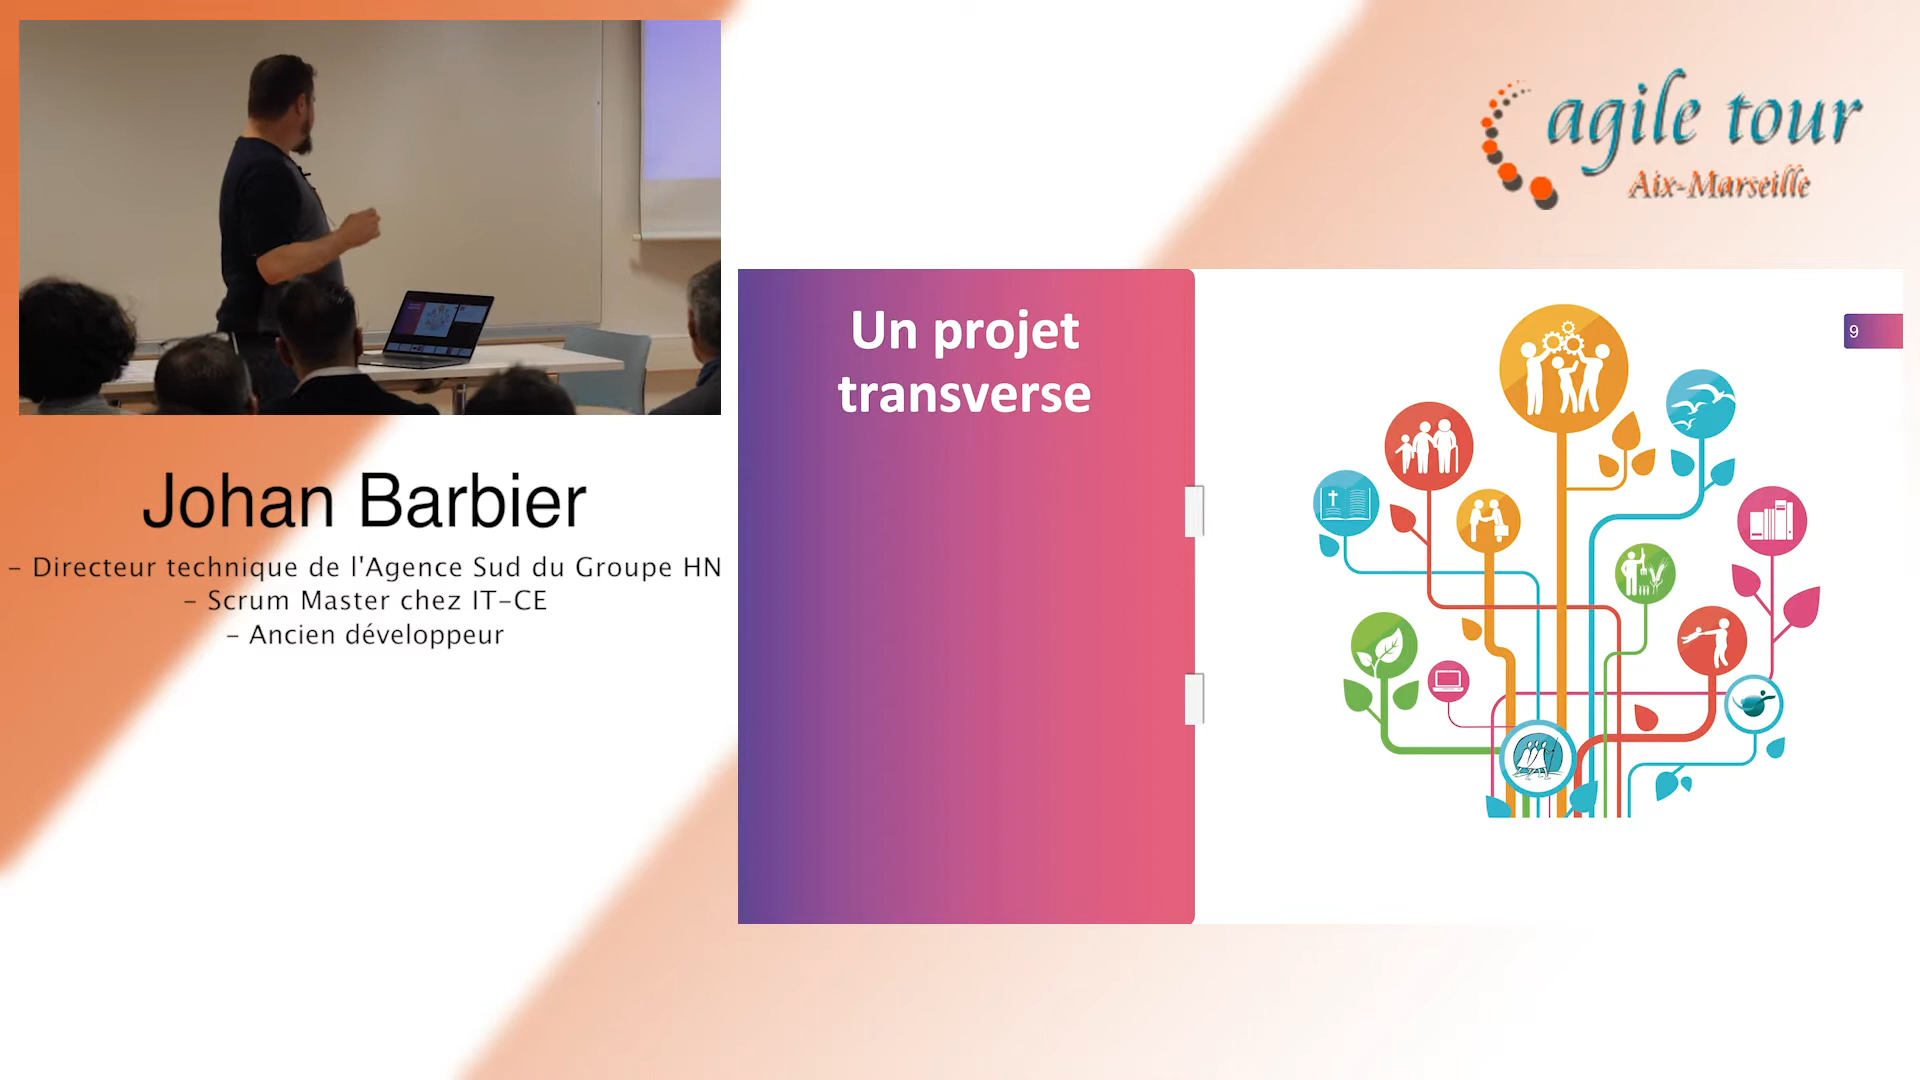 agile tour
Aix-Marseille
Un projet
transverse
9
Johan Barbier
- Directeur technique de l'Agence Sud du Groupe HN
- Scrum Master chez IT-CE
- Ancien développeur